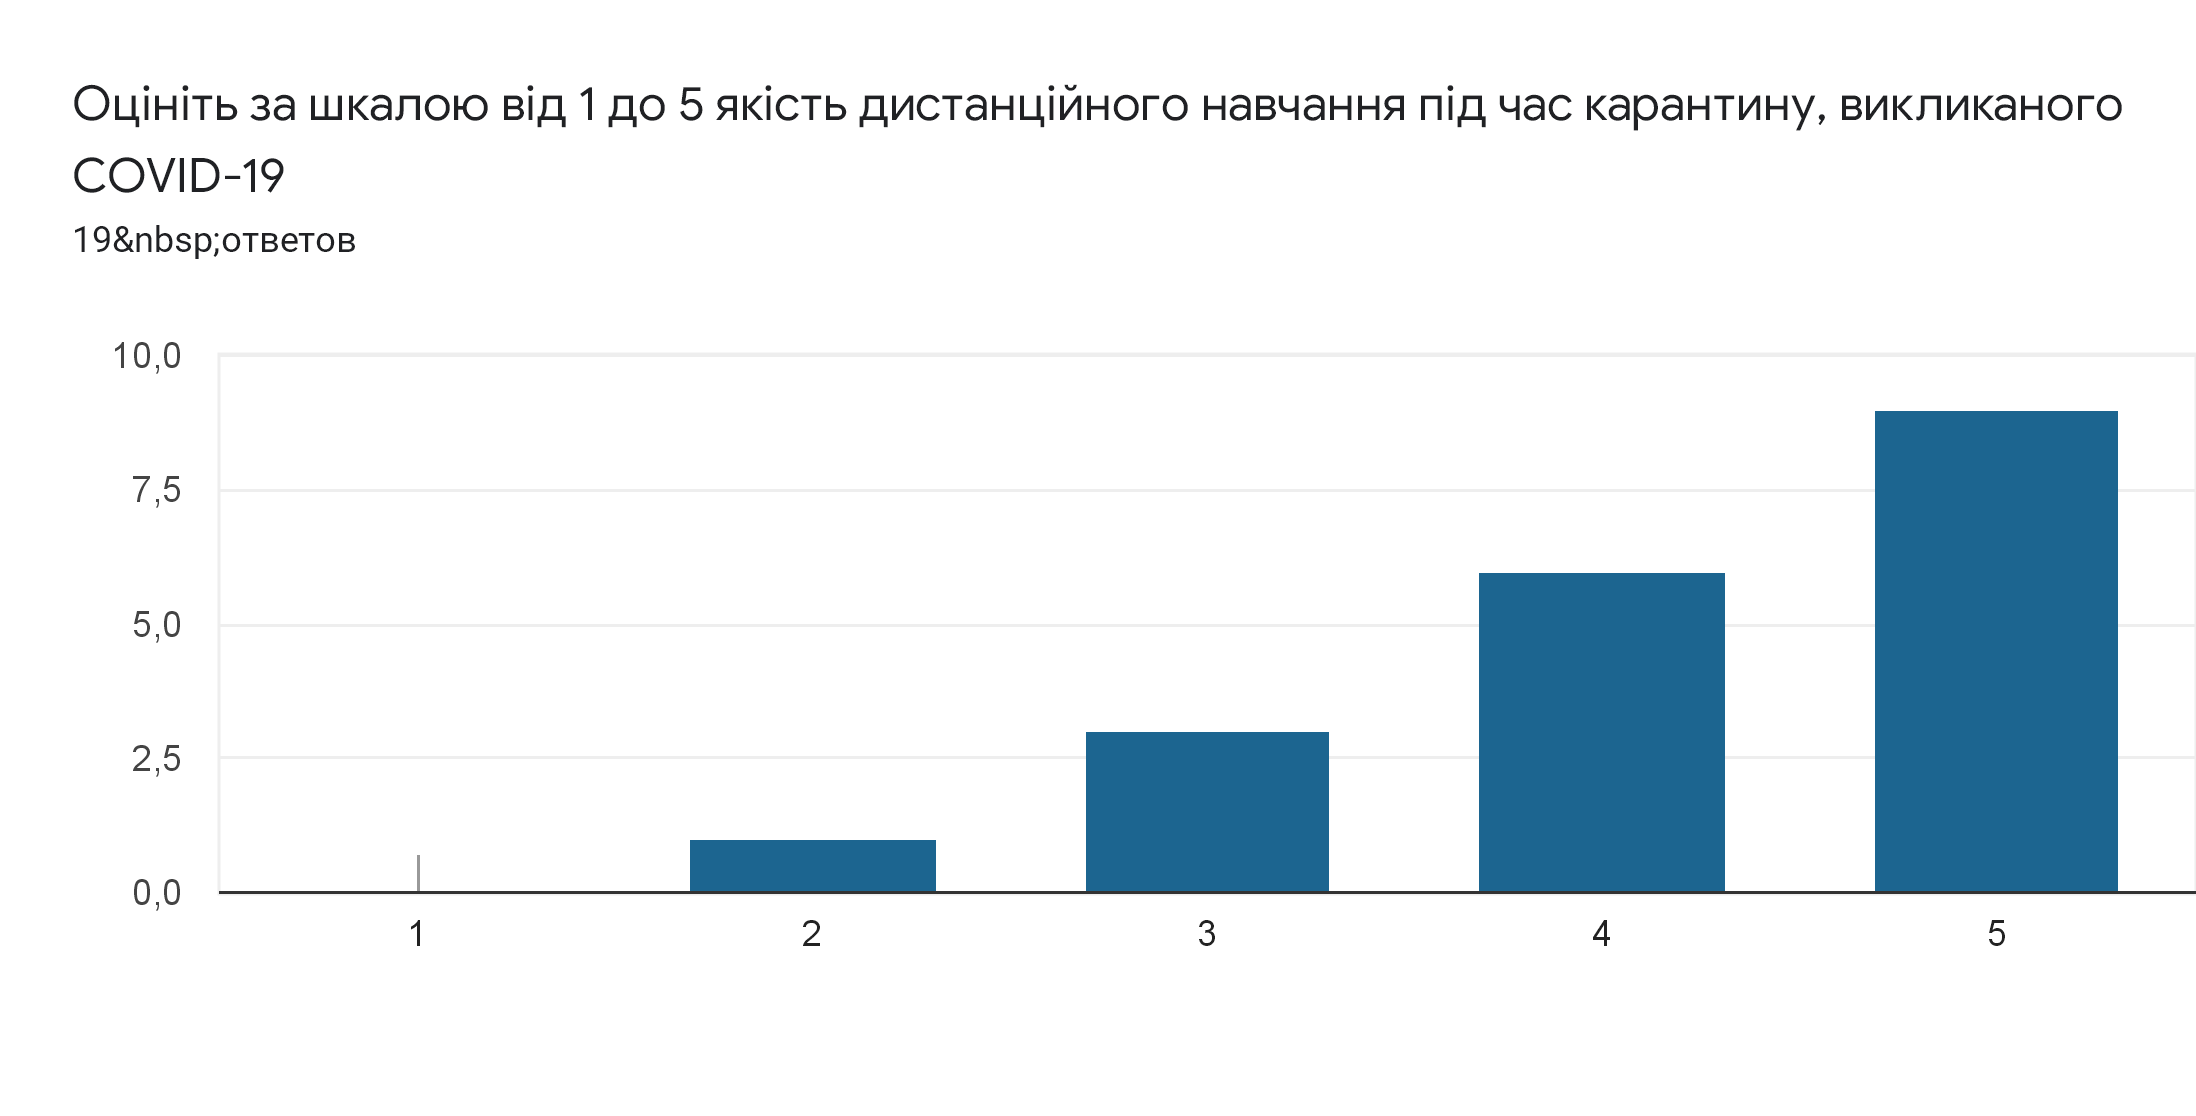 Оцініть за шкалою від 1 до 5 якість дистанційного навчання під час карантину, викликаного
COVID-19
19&nbsp;ответов
10,0
7,5
5,0
2,5
0,0
1 2 3 4 5